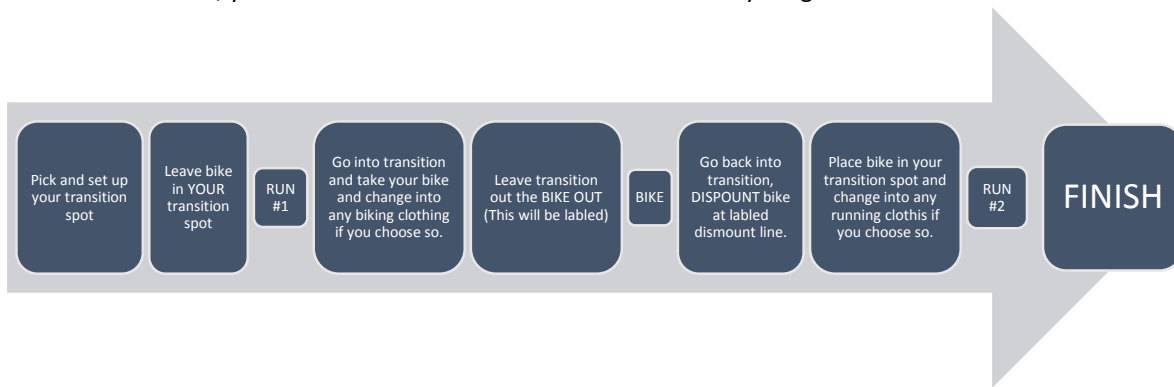 Pick and set up
your transition
spot
Leave bike
in YOUR
transition
spot
RUN
#1
Go into transition
and take your bike
and change into
any biking clothing
if you choose so.
Leave transition
out the BIKE OUT
(This will be labled)
BIKE
Go back into
transition,
DISPOUNT bike
at labled
dismount line.
Place bike in your
transition spot and
change into any
running clothis if
you choose so.
RUN
#2
FINISH